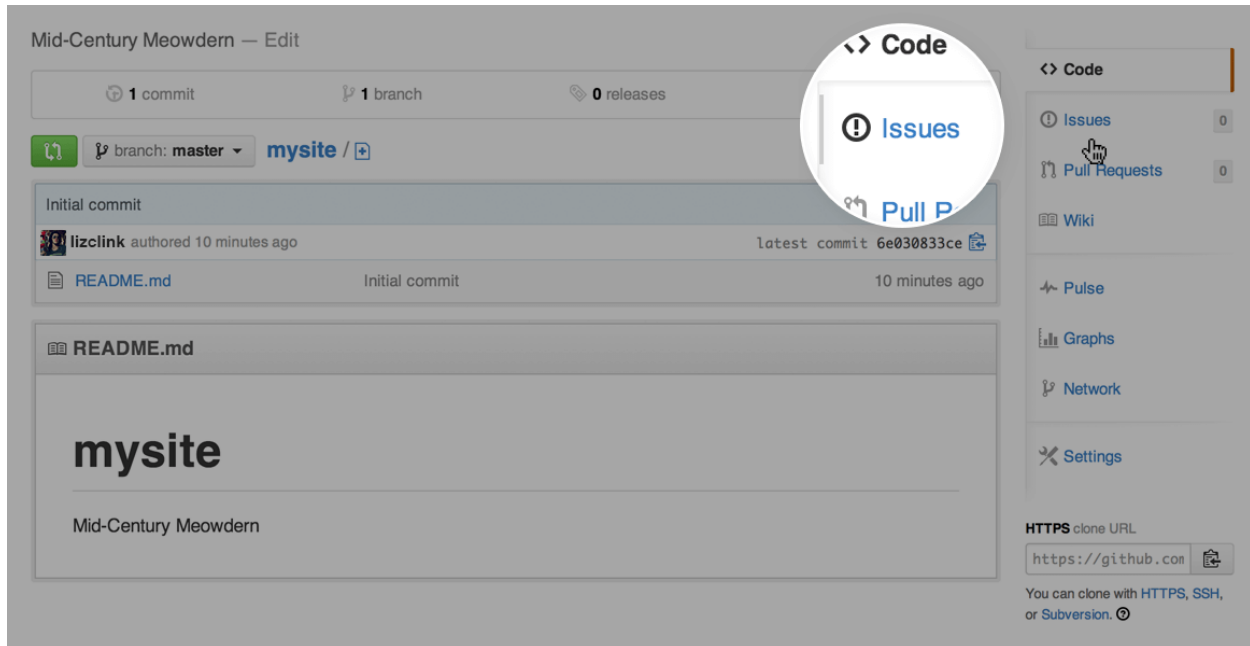 Mid-Century Meowdern — Edit
1 commit
1 branch
0 releases
branch: master
mysite /
Initial commit
lizclink authored 10 minutes ago
latest commit 6e030833ce
README.md
Initial commit
10 minutes ago
README.md
mysite
Mid-Century Meowdern
Code
Issues
Pull
Code
Issues 0
Pull Requests 0
Wiki
Pulse
Graphs
Network
Settings
HTTPS clone URL
https://github.com
You can clone with HTTPS, SSH,
or Subversion.